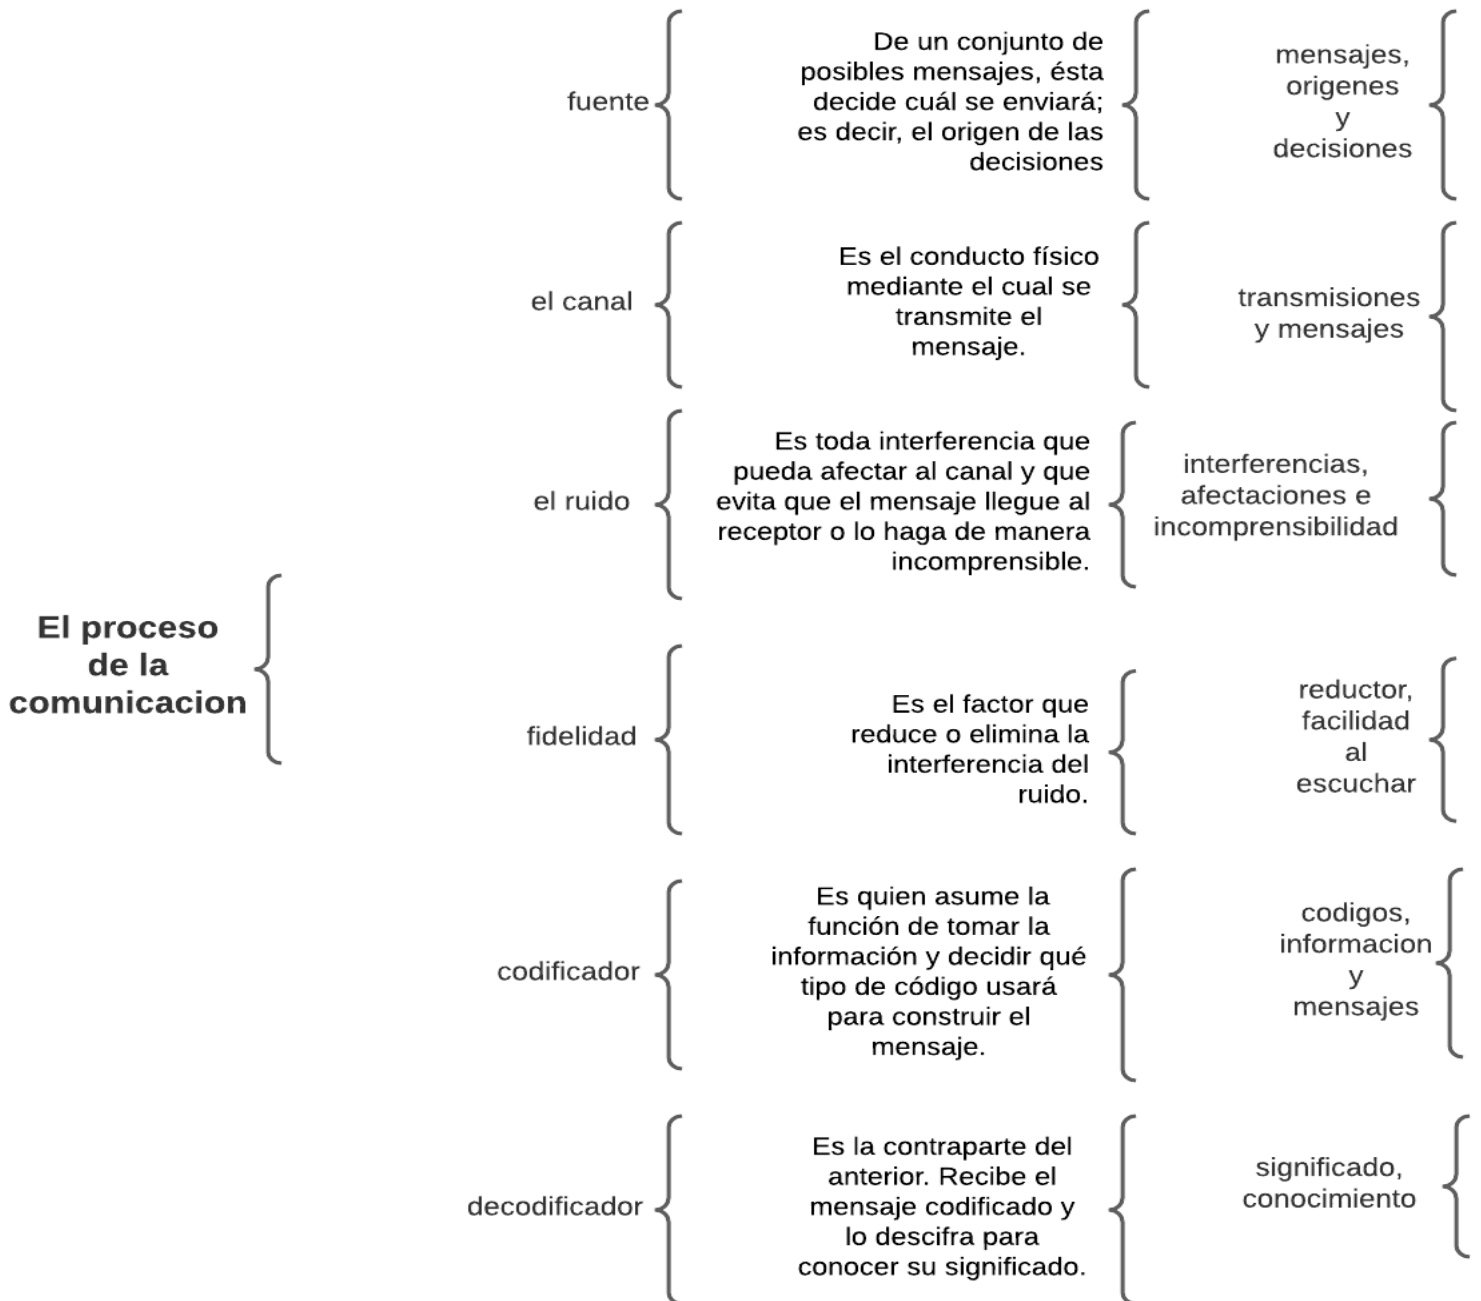 fuente
De un conjunto de
posibles mensajes, ésta
decide cuál se enviará;
es decir, el origen de las
decisiones
mensajes,
origenes
y
decisiones
el canal
Es el conducto físico
mediante el cual se
transmite el
mensaje.
transmisiones
y mensajes
el ruido
Es toda interferencia que
pueda afectar al canal y que
evita que el mensaje llegue al
receptor o lo haga de manera
incomprensible.
interferencias,
afectaciones e
incomprensibilidad
El proceso
de la
comunicacion
fidelidad
Es el factor que
reduce o elimina la
interferencia del
ruido.
reductor,
facilidad
al
escuchar
codificador
Es quien asume la
función de tomar la
información y decidir qué
tipo de código usará
para construir el
mensaje.
codigos,
informacion
y
mensajes
decodificador
Es la contraparte del
anterior. Recibe el
mensaje codificado y
lo descifra para
conocer su significado.
significado,
conocimiento